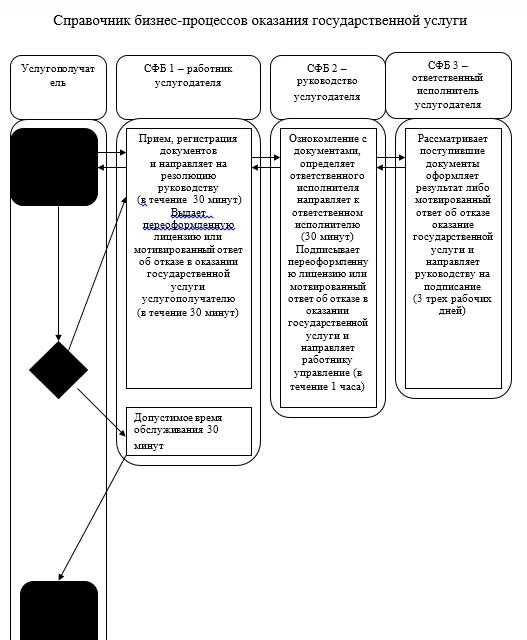 Справочник бизнес-процессов оказания государственной услуги
Услугополучат
ель
СФБ 1 – работник
услугодателя
СФБ 2 –
руководство
услугодателя
СФБ 3 –
ответственный
исполнитель
услугодателя
Прием, регистрация
документов
и направляет на
резолюцию
руководству
(в течение 30 минут)
Выдает
переоформленную
лицензию или
мотивированный ответ
об отказе в оказании
государственной
услуги
услугополучателю
(в течение 30 минут)
Допустимое время
обслуживания 30
минут
Ознокомление с
документами,
определяет
ответственного
исполнителя
направляет к
ответственном
исполнителю
(30 минут)
Подписывает
переоформленну
ю лицензию или
мотвированный
ответ об отказе в
оказании
государственной
услуги и
направляет
работнику
управление (в
течение 1 часа)
Рассматривает
поступившие
документы
оформляет
результат либо
мотвированный
ответ об отказе
оказание
государственной
услуги и
направляет
руководству на
подписание
(3 трех рабочих
дней)